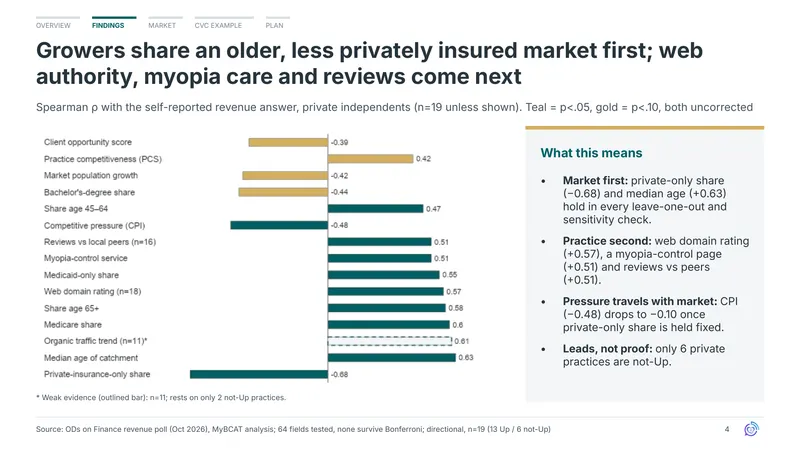 OVERVIEW
FINDINGS
MARKET
CVC EXAMPLE
PLAN
Growers share an older, less privately insured market first; web
authority, myopia care and reviews come next
Spearman ρ with the self-reported revenue answer, private independents (n=19 unless shown). Teal = p<.05, gold = p<.10, both uncorrected
Client opportunity score -0.39
Practice competitiveness (PCS) 0.42
Market population growth -0.42
Bachelor's-degree share -0.44
Share age 45–64 0.47
Competitive pressure (CPI) -0.48
Reviews vs local peers (n=16) 0.51
Myopia-control service 0.51
Medicaid-only share 0.55
Web domain rating (n=18) 0.57
Share age 65+ 0.58
Medicare share 0.6
Organic traffic trend (n=11)* 0.61
Median age of catchment 0.63
Private-insurance-only share -0.68
* Weak evidence (outlined bar): n=11; rests on only 2 not-Up practices.
What this means
• Market first: private-only share
(−0.68) and median age (+0.63)
hold in every leave-one-out and
sensitivity check.
• Practice second: web domain rating
(+0.57), a myopia-control page
(+0.51) and reviews vs peers
(+0.51).
• Pressure travels with market: CPI
(−0.48) drops to −0.10 once
private-only share is held fixed.
• Leads, not proof: only 6 private
practices are not-Up.
Source: ODs on Finance revenue poll (Oct 2026), MyBCAT analysis; 64 fields tested, none survive Bonferroni; directional, n=19 (13 Up / 6 not-Up)
4